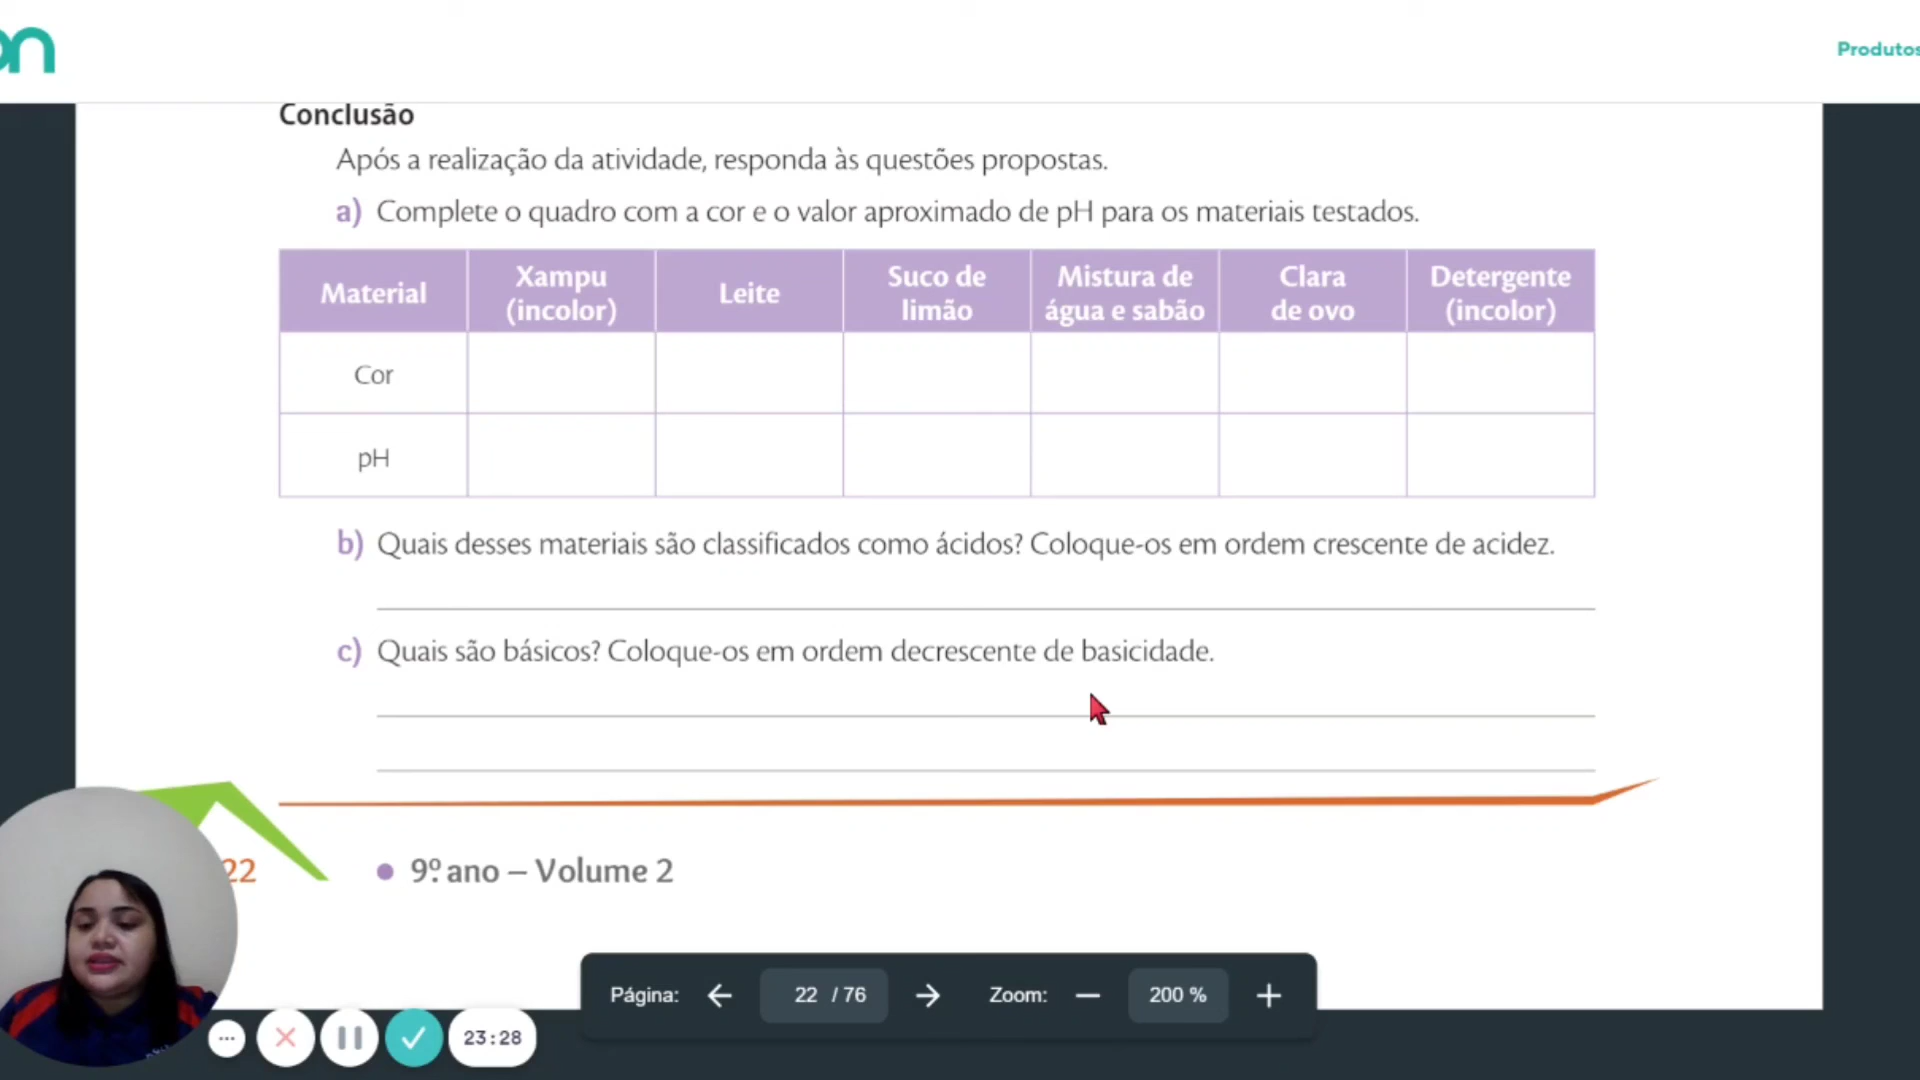 on
Produtos
Conclusão
Após a realização da atividade, responda às questões propostas.
a) Complete o quadro com a cor e o valor aproximado de pH para os materiais testados.
Material
Xampu
(incolor)
Leite
Suco de
limão
Mistura de
água e sabão
Clara
de ovo
Detergente
(incolor)
Cor
pH
b) Quais desses materiais são classificados como ácidos? Coloque-os em ordem crescente de acidez.
c) Quais são básicos? Coloque-os em ordem decrescente de basicidade.
22
• 9º. ano – Volume 2
Página: 22 / 76 Zoom: 200 %
23:28